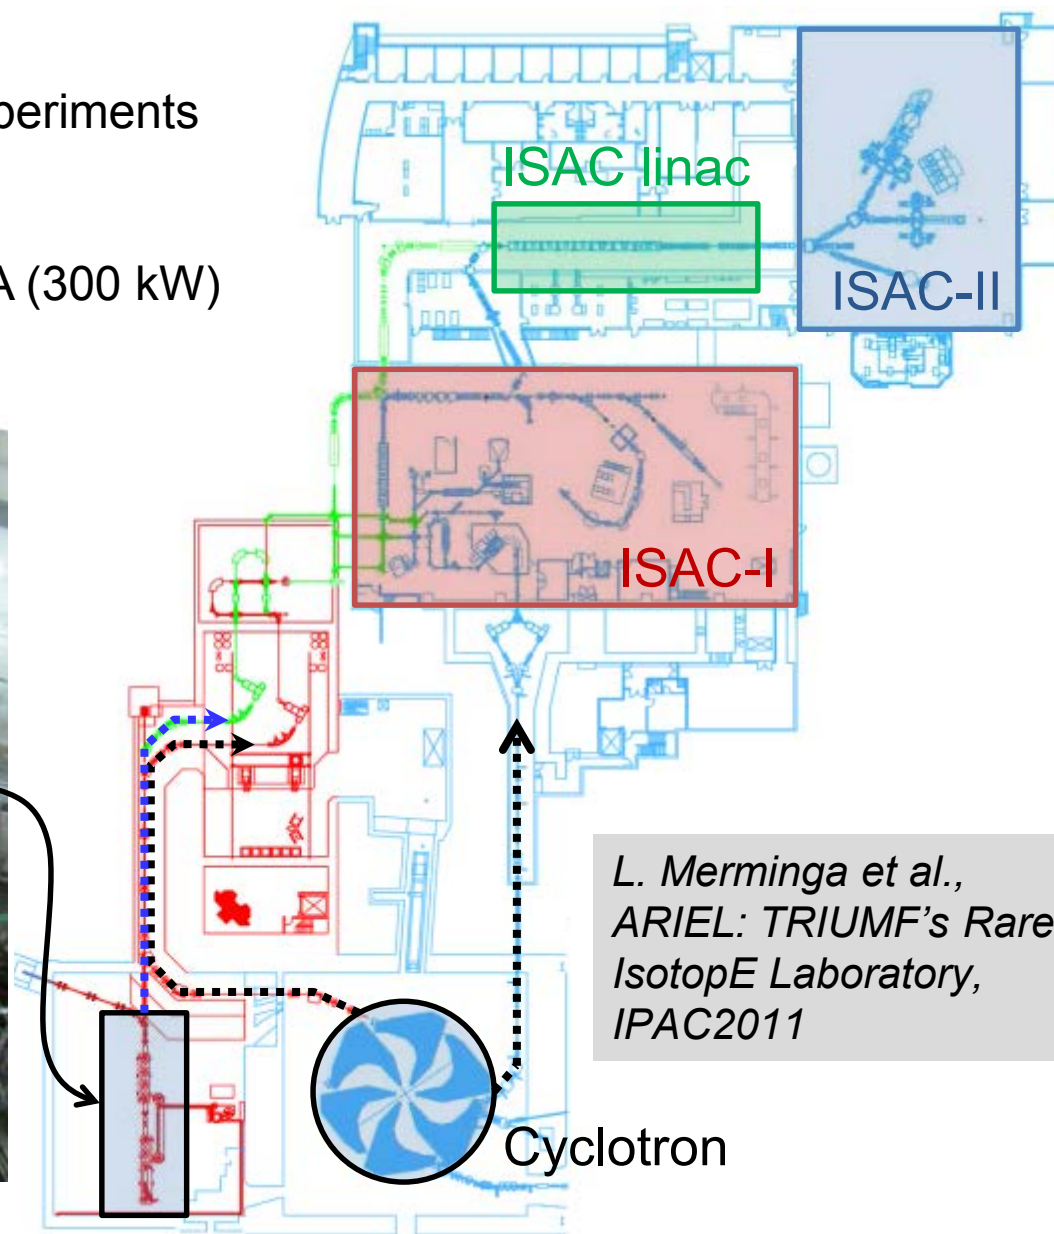 periments
A (300 kW)
ISAC linac
ISAC-II
ISAC-I
L. Merminga et al.,
ARIEL: TRIUMF's Rare
IsotopE Laboratory,
IPAC2011
Cyclotron